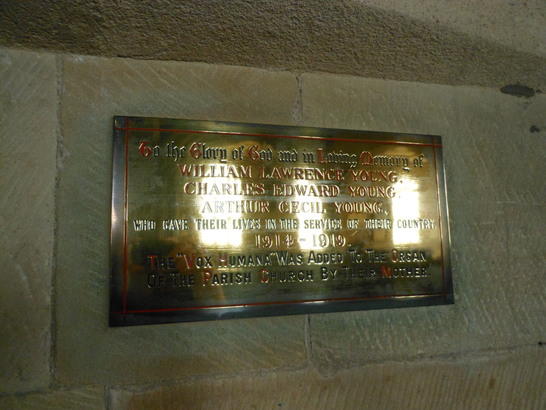 To the Glory of God and in Loving Memory of
WILLIAM LAWRENCE YOUNG,
CHARLES EDWARD YOUNG,
ARTHUR CECIL YOUNG,
WHO GAVE THEIR LIVES IN THE SERVICE OF THEIR COUNTRY
1914-1919.
THE "VOX HUMANA" WAS ADDED TO THE ORGAN
OF THE PARISH CHURCH BY THEIR MOTHER.